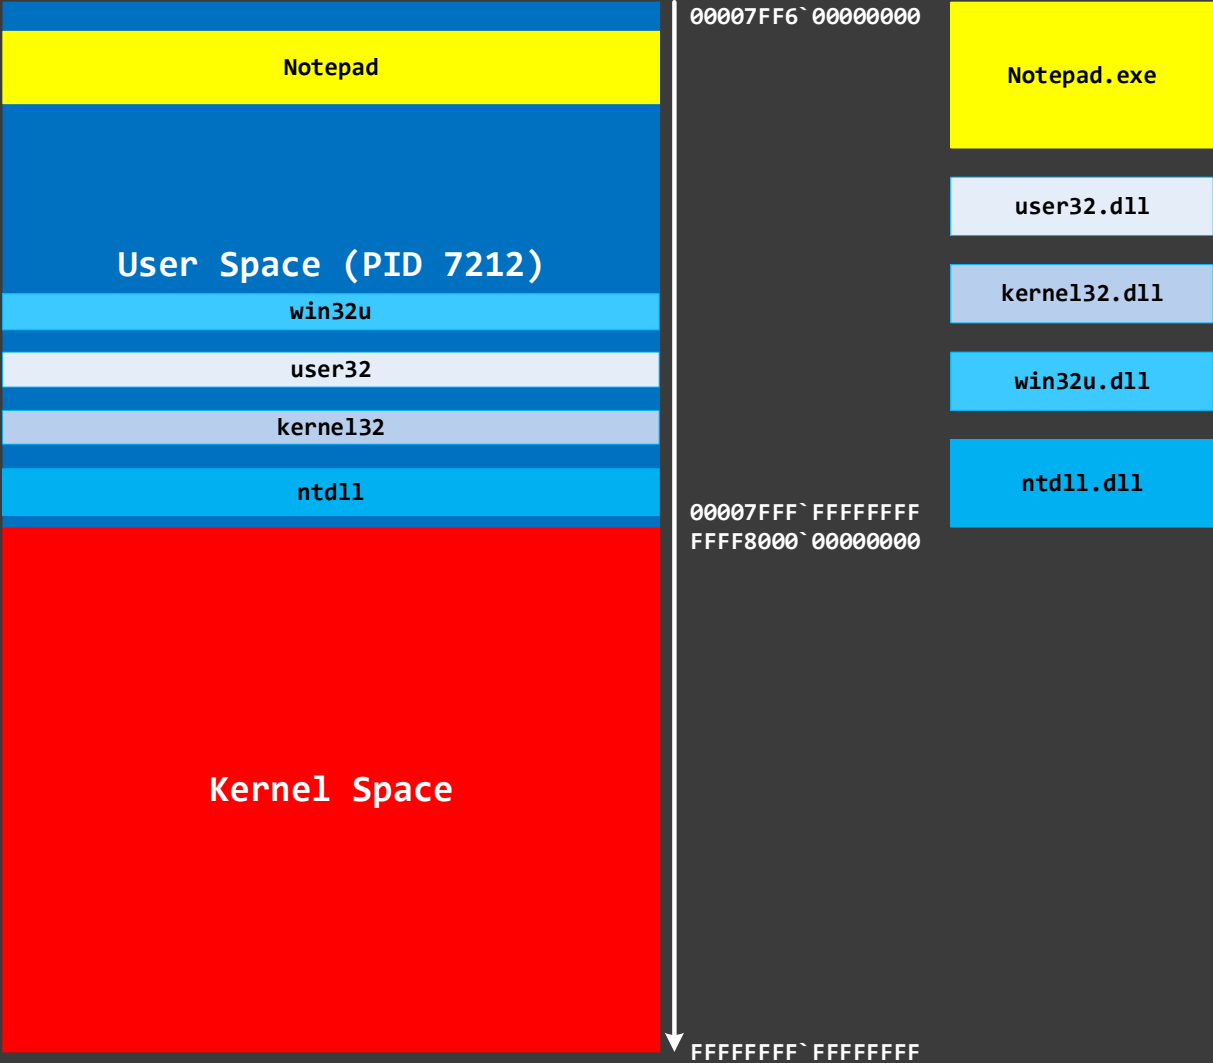 Notepad
User Space (PID 7212)
win32u
user32
kernel32
ntdll
Kernel Space
00007FF6`00000000
00007FFF`FFFFFFFF
FFFF8000`00000000
FFFFFFFF`FFFFFFFF
Notepad.exe
user32.dll
kernel32.dll
win32u.dll
ntdll.dll